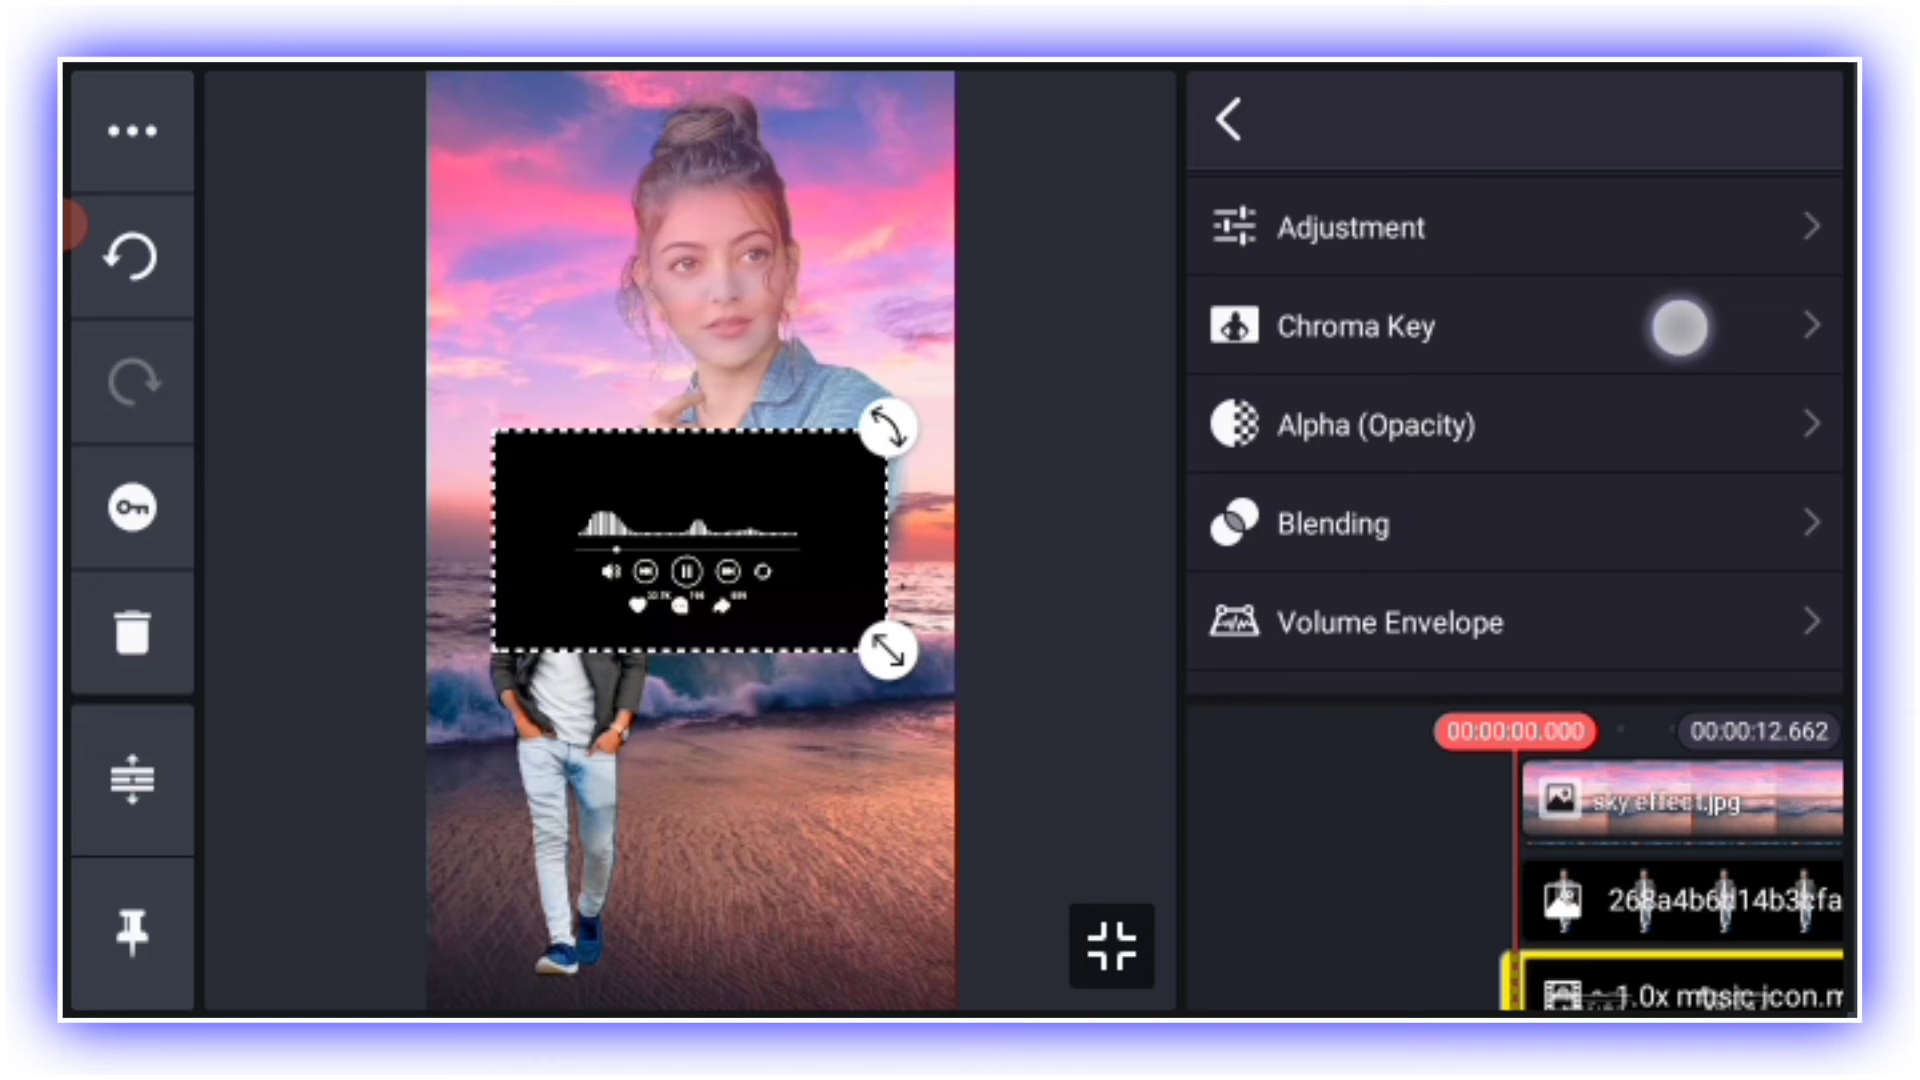 Adjustment
Chroma Key
Alpha (Opacity)
Blending
Volume Envelope
00:00:00.000
00:00:12.662
sky effect.jpg
1.0x music icon.m